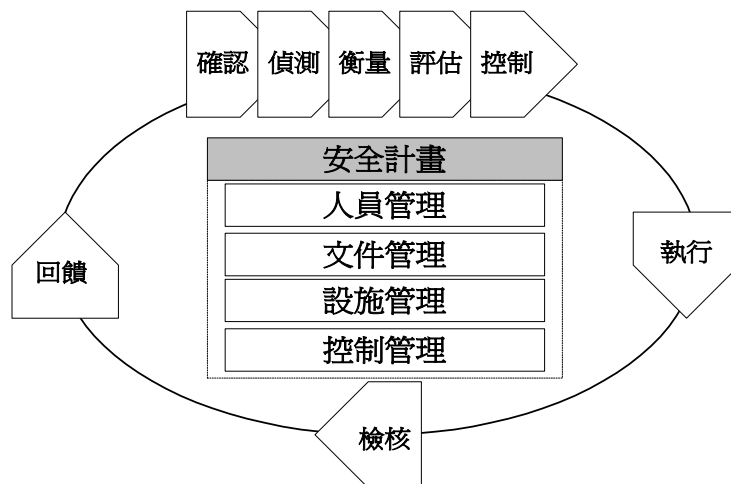 確認 偵測 衡量 評估 控制
安全計畫
人員管理
文件管理
設施管理
控制管理
執行
檢核
回饋